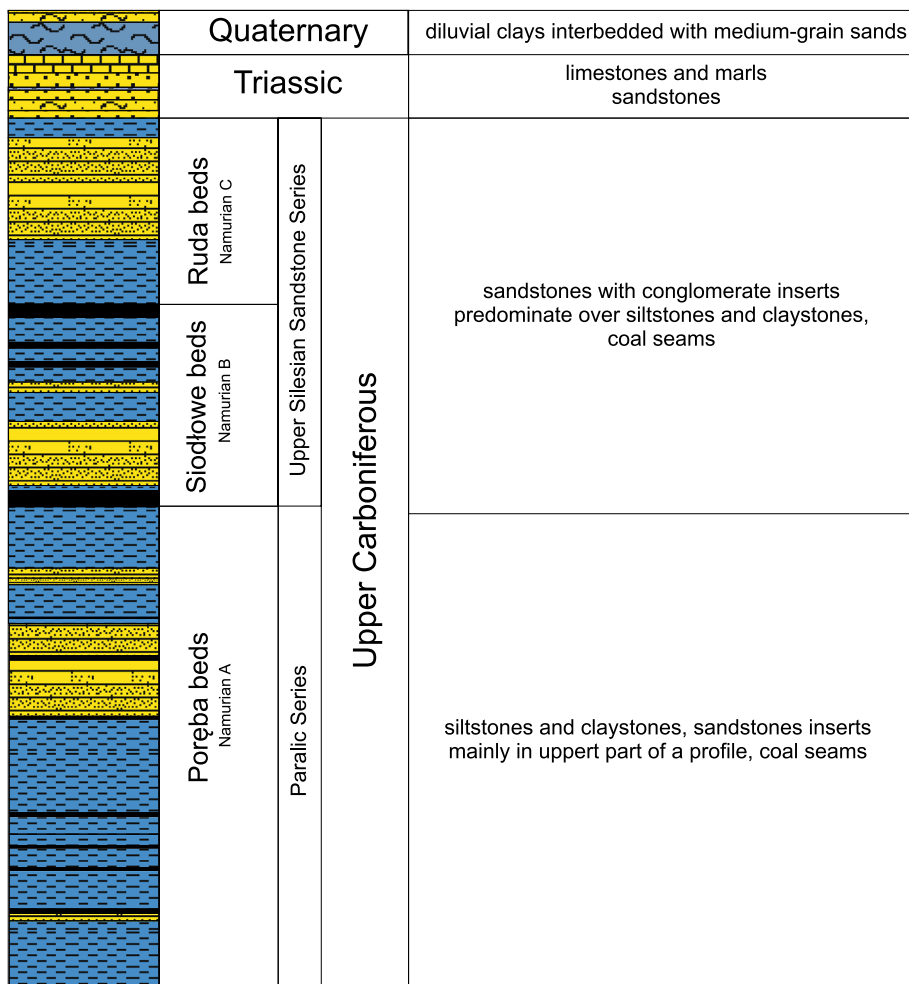 Quaternary
diluvial clays interbedded with medium-grain sands
Triassic
limestones and marls
sandstones
Ruda beds
Namurian C
Siodłowe beds
Namurian B
Poręba beds
Namurian A
Upper Silesian Sandstone Series
Paralic Series
Upper Carboniferous
sandstones with conglomerate inserts
predominate over siltstones and claystones,
coal seams
siltstones and claystones, sandstones inserts
mainly in uppert part of a profile, coal seams